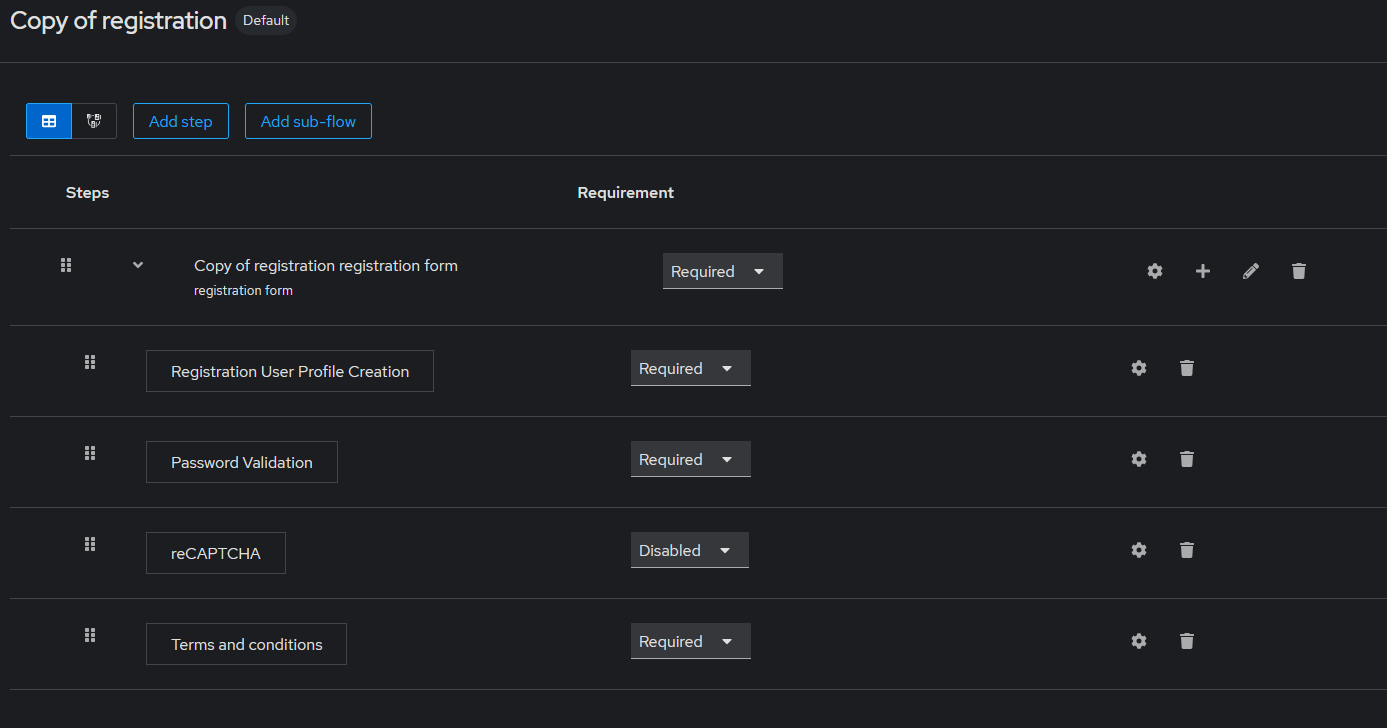 Copy of registration Default
Add step Add sub-flow
Steps Requirement
Copy of registration registration form Required
registration form
Registration User Profile Creation Required
Password Validation Required
reCAPTCHA Disabled
Terms and conditions Required